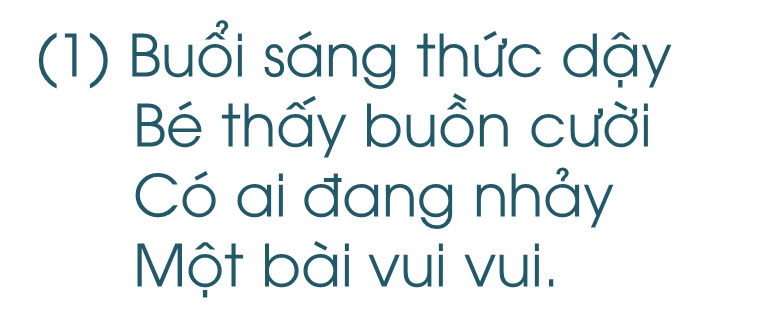 (1) Buổi sáng thức dậy
Bé thấy buồn cười
Có ai đang nhảy
Một bài vui vui.